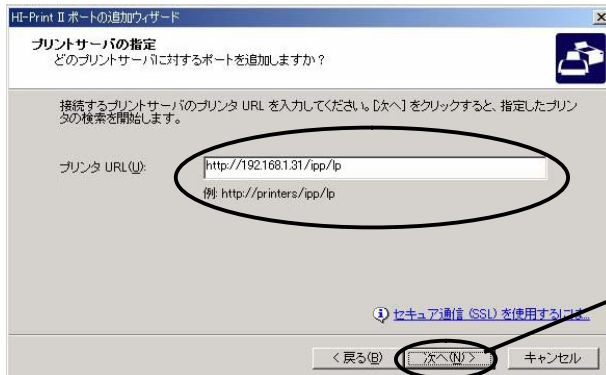 HI-Print II ポートの追加ウィザード
プリントサーバの指定
どのプリントサーバに対するポートを追加しますか?
接続するプリントサーバのプリンタ URL を入力してください。[次へ] をクリックすると、指定したプリン
タの検索を開始します。
プリンタ URL(U):
http://192.168.1.31/ipp/lp
例: http://printers/ipp/lp
セキュア通信 (SSL) を使用するには...
< 戻る(B)
次へ(N) >
キャンセル